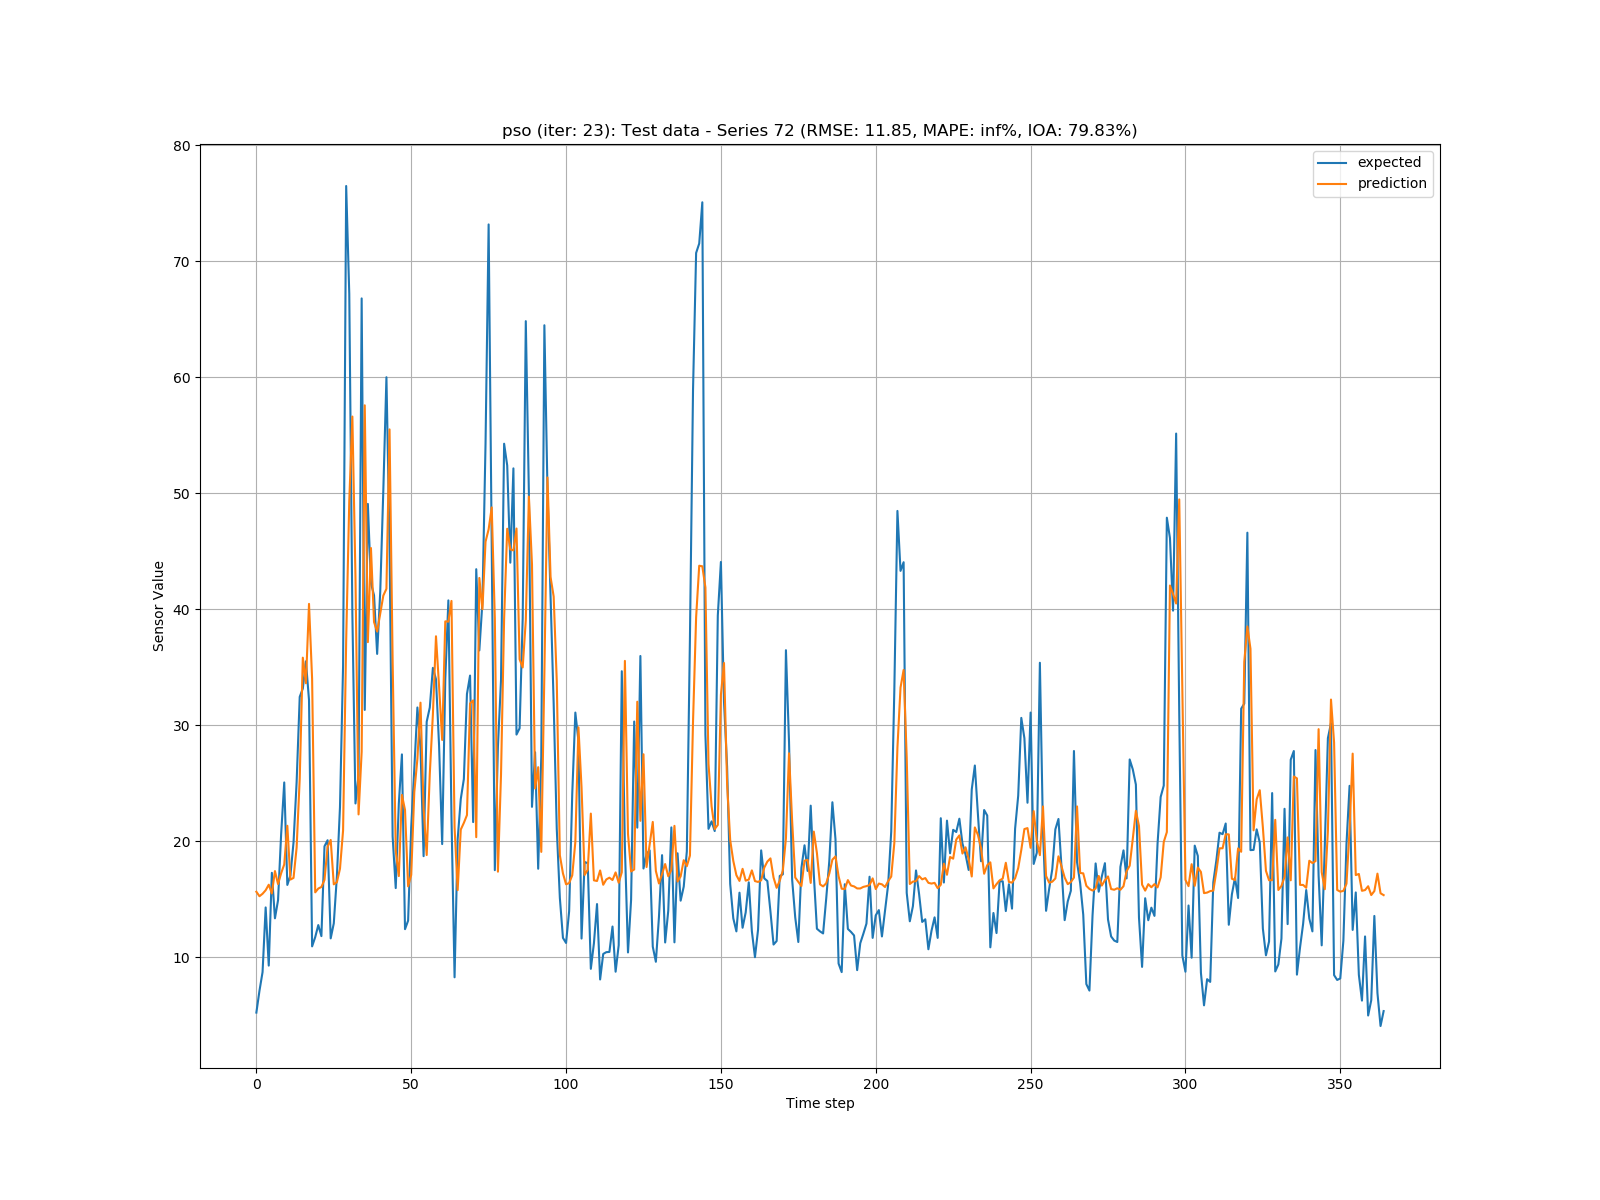 pso (iter: 23): Test data - Series 72 (RMSE: 11.85, MAPE: inf%, IOA: 79.83%)
expected
prediction
Sensor Value
80
70
60
50
40
30
20
10
0 50 100 150 200 250 300 350
Time step